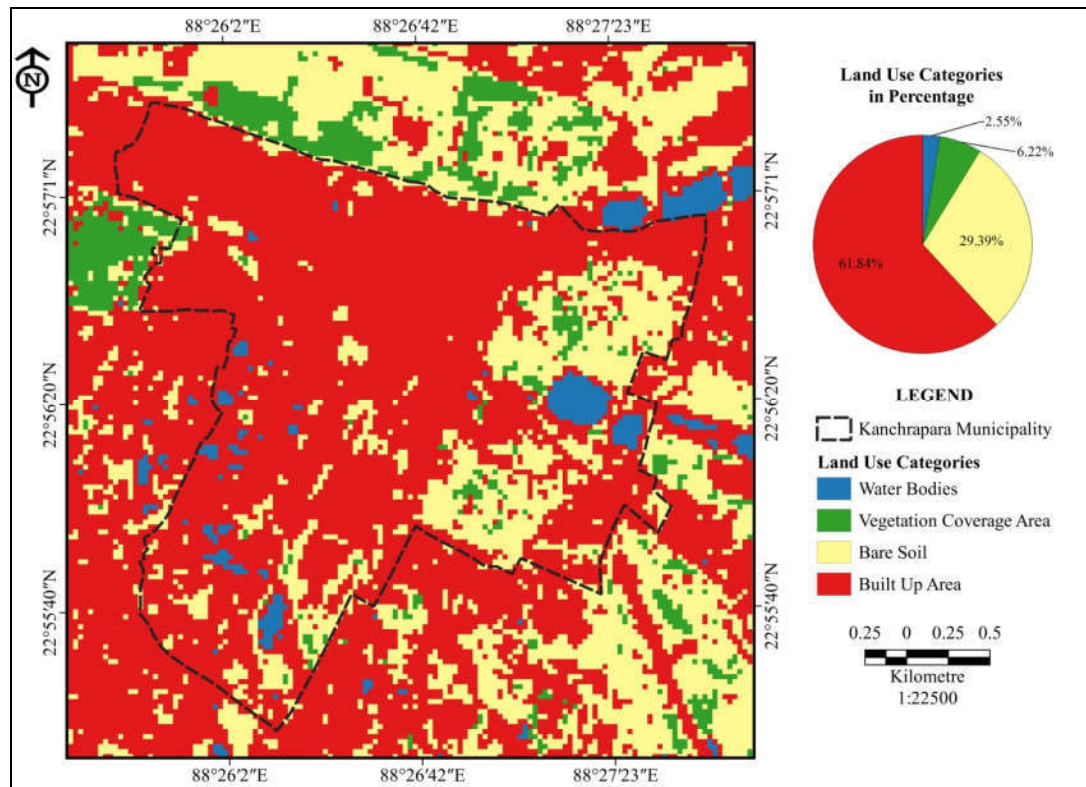 88°26'2"E
88°26'42"E
88°27'23"E
N
22°57'1"N
22°56'20"N
22°55'40"N
22°57'1"N
22°56'20"N
22°55'40"N
88°26'2"E
88°26'42"E
88°27'23"E
Land Use Categories
in Percentage
2.55%
6.22%
29.39%
61.84%
LEGEND
Kanchrapara Municipality
Land Use Categories
Water Bodies
Vegetation Coverage Area
Bare Soil
Built Up Area
0.25 0 0.25 0.5
Kilometre
1:22500